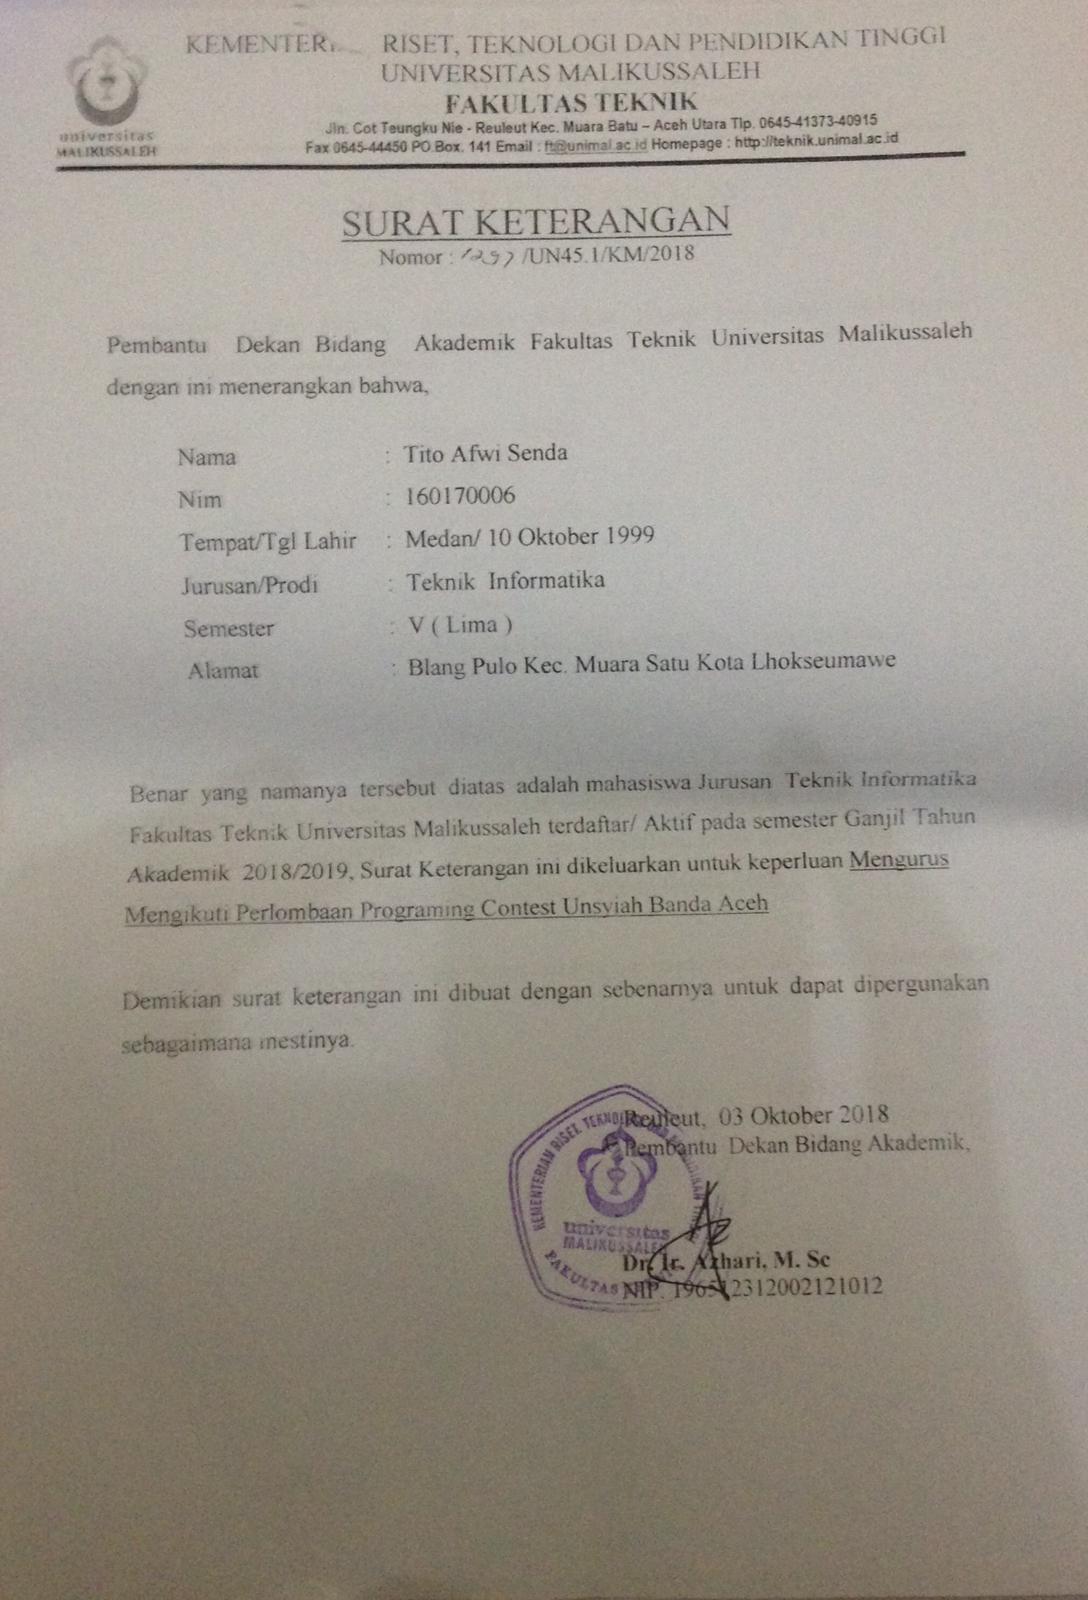 universitas
MALIKUSSALEH
RISET, TEKNOLOGI DAN PENDIDIKAN TINGGI
UNIVERSITAS MALIKUSSALEH
FAKULTAS TEKNIK
Jln. Cot Teungku Nie - Reuleut Kec. Muara Batu – Aceh Utara Tlp. 0645-41373-40915
Fax 0645-44450 PO.Box. 141 Email : ft@unimal.ac.id Homepage : http://teknik.unimal.ac.id
SURAT KETERANGAN
Nomor : /UN45.1/KM/2018
Pembantu Dekan Bidang Akademik Fakultas Teknik Universitas Malikussaleh
dengan ini menerangkan bahwa,
Nama : Tito Afwi Senda
Nim : 160170006
Tempat/Tgl Lahir : Medan/ 10 Oktober 1999
Jurusan/Prodi : Teknik Informatika
Semester : V ( Lima )
Alamat : Blang Pulo Kec. Muara Satu Kota Lhokseumawe
Benar yang namanya tersebut diatas adalah mahasiswa Jurusan Teknik Informatika
Fakultas Teknik Universitas Malikussaleh terdaftar/ Aktif pada semester Ganjil Tahun
Akademik 2018/2019, Surat Keterangan ini dikeluarkan untuk keperluan Mengurus
Mengikuti Perlombaan Programing Contest Unsyiah Banda Aceh
Demikian surat keterangan ini dibuat dengan sebenarnya untuk dapat dipergunakan
sebagaimana mestinya.
Reuleut, 03 Oktober 2018
Pembantu Dekan Bidang Akademik,
KEMENTERIAN RISET, TEKNOLOGI DAN PENDIDIKAN TINGGI
universitas
MALIKUSSALEH
FAKULTAS
Dr. Ir. Azhari, M. Sc
NIP. 196512312002121012